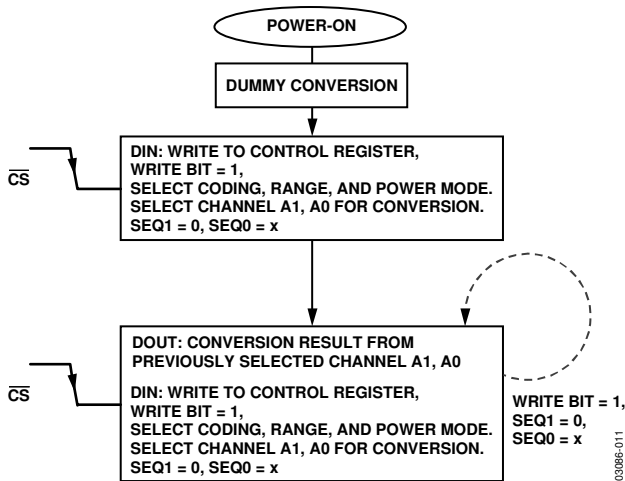 POWER-ON
DUMMY CONVERSION
DIN: WRITE TO CONTROL REGISTER,
WRITE BIT = 1,
SELECT CODING, RANGE, AND POWER MODE.
SELECT CHANNEL A1, A0 FOR CONVERSION.
SEQ1 = 0, SEQ0 = x
CS
DOUT: CONVERSION RESULT FROM
PREVIOUSLY SELECTED CHANNEL A1, A0
DIN: WRITE TO CONTROL REGISTER,
WRITE BIT = 1,
SELECT CODING, RANGE, AND POWER MODE.
SELECT CHANNEL A1, A0 FOR CONVERSION.
SEQ1 = 0, SEQ0 = x
CS
WRITE BIT = 1,
SEQ1 = 0,
SEQ0 = x
03086-011